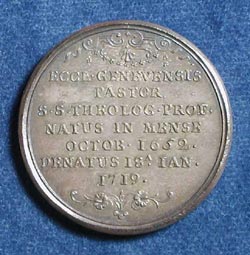 ECCL·GENEVENSIS
PASTOR
S·S·THEOLOG·PROF·
NATUS IN MENSE
OCTOB·1652·
DENATUS 18ᴬ IAN·
1719·